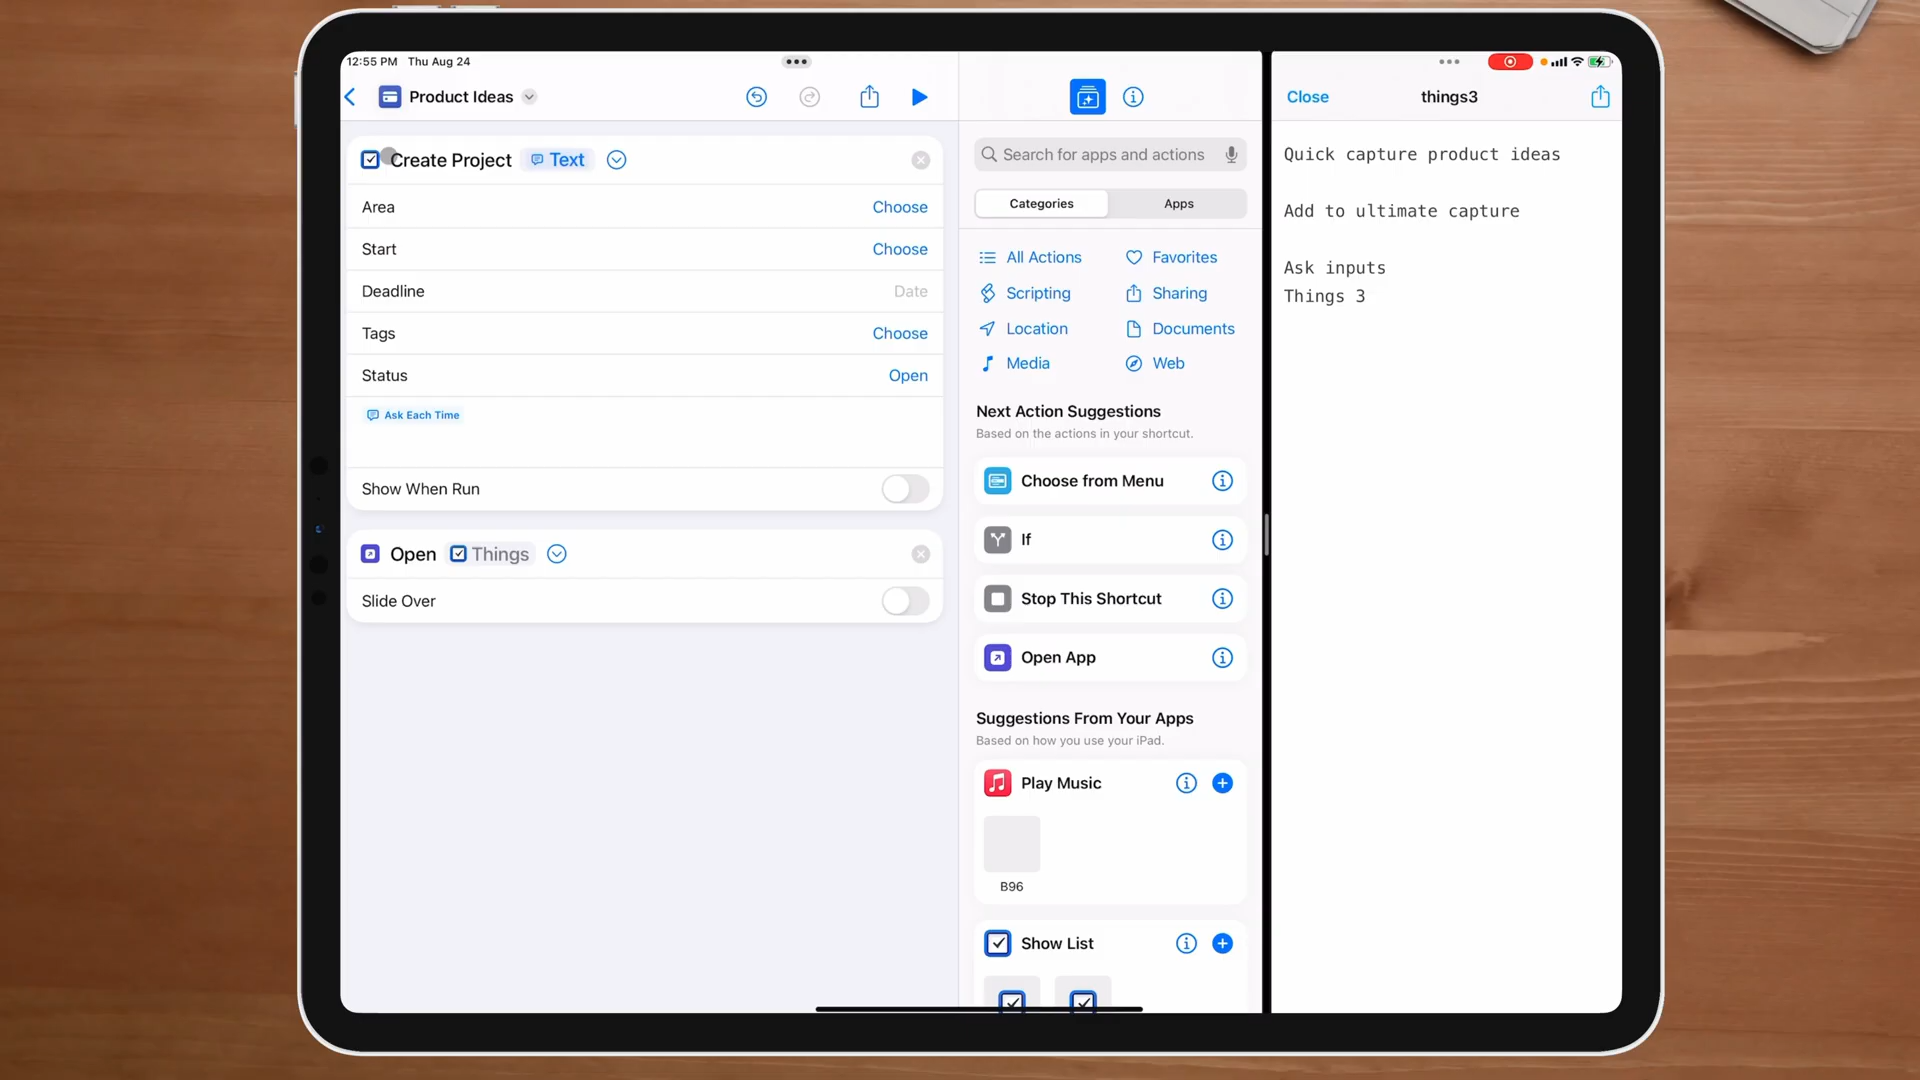 12:55 PM Thu Aug 24
Product Ideas
Create Project Text
Area Choose
Start Choose
Deadline Date
Tags Choose
Status Open
Ask Each Time
Show When Run
Open Things
Slide Over
Search for apps and actions
Categories Apps
All Actions Favorites
Scripting Sharing
Location Documents
Media Web
Next Action Suggestions
Based on the actions in your shortcut.
Choose from Menu
If
Stop This Shortcut
Open App
Suggestions From Your Apps
Based on how you use your iPad.
Play Music
B96
Show List
Close things3
Quick capture product ideas
Add to ultimate capture
Ask inputs
Things 3